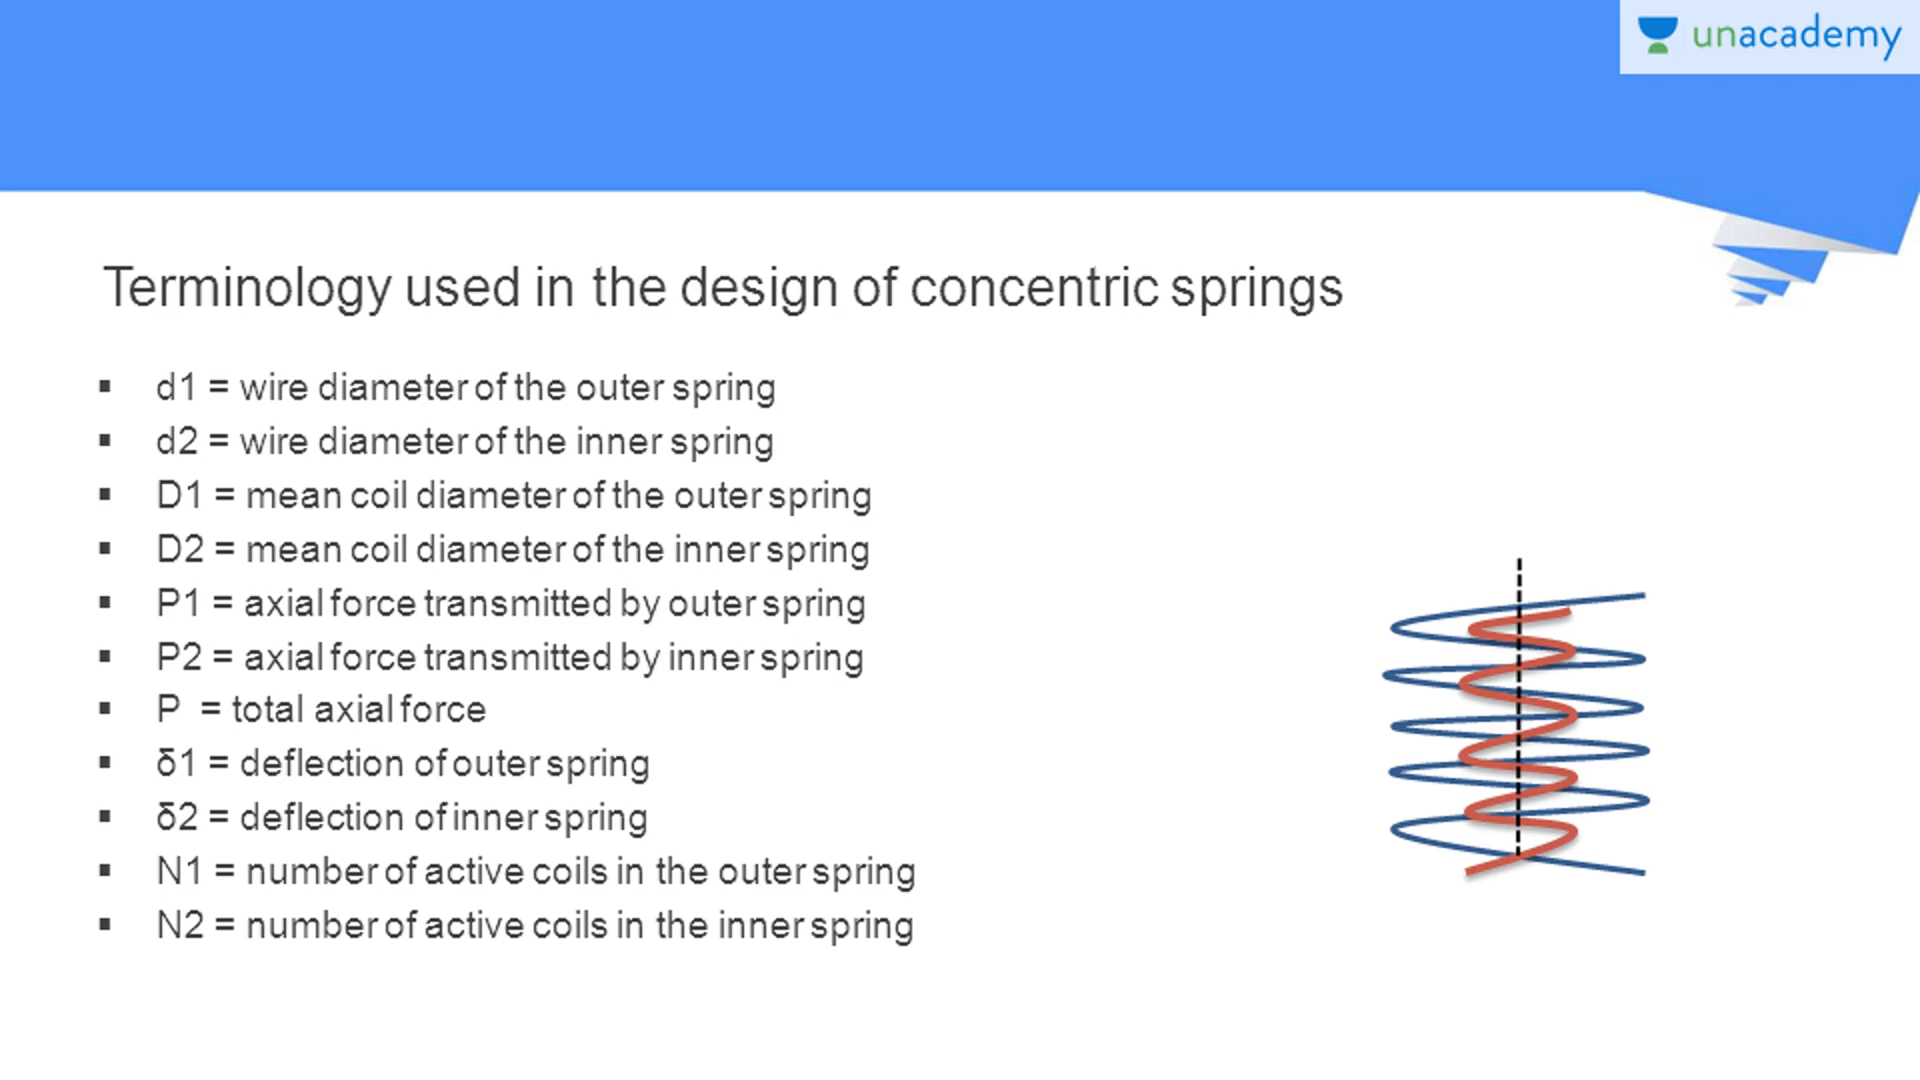 unacademy
Terminology used in the design of concentric springs
▪ d1 = wire diameter of the outer spring
▪ d2 = wire diameter of the inner spring
▪ D1 = mean coil diameter of the outer spring
▪ D2 = mean coil diameter of the inner spring
▪ P1 = axial force transmitted by outer spring
▪ P2 = axial force transmitted by inner spring
▪ P = total axial force
▪ δ1 = deflection of outer spring
▪ δ2 = deflection of inner spring
▪ N1 = number of active coils in the outer spring
▪ N2 = number of active coils in the inner spring